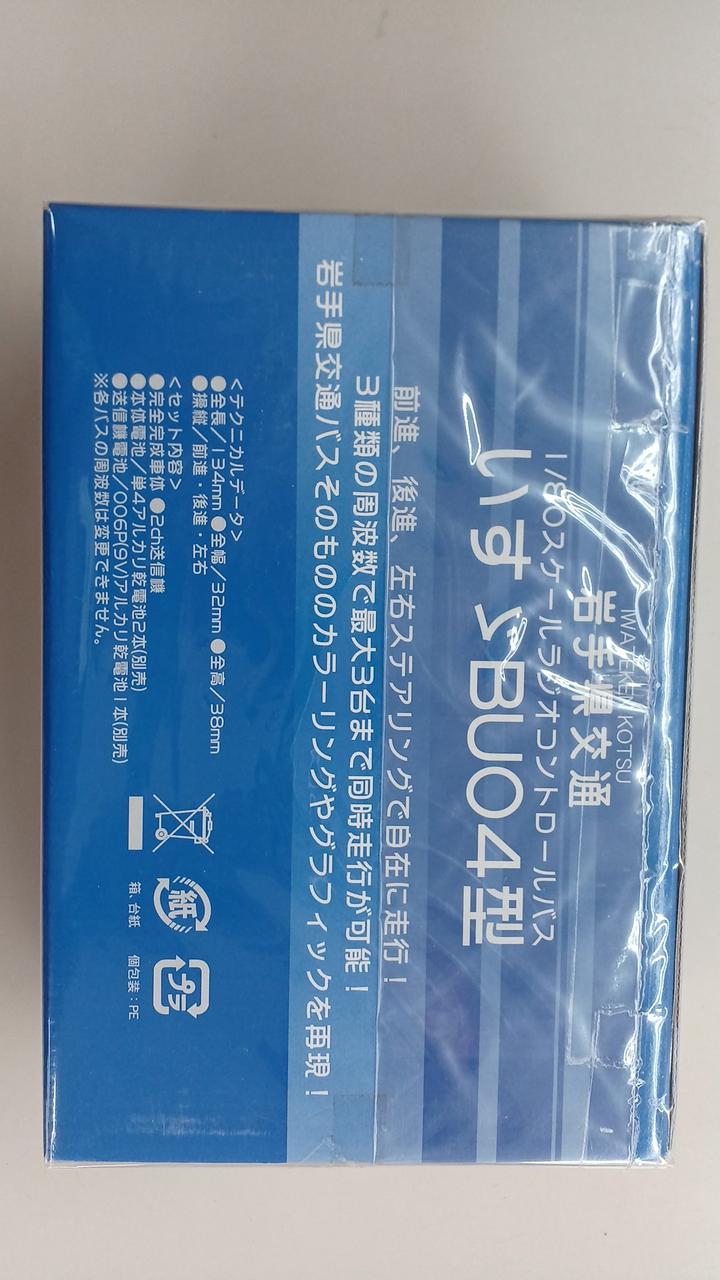 IWATEKEN KOTSU
岩手県交通
1/80スケールラジオコントロールバス
いすゞBU04型
前進、後進、左右ステアリングで自在に走行！
3種類の周波数で最大3台まで同時走行が可能！
岩手県交通バスそのもののカラーリングやグラフィックを再現！
＜テクニカルデータ＞
●全長／134mm ●全幅／32mm ●全高／38mm
●操縦／前進・後進・左右
＜セット内容＞
●完全完成車体 ●2ch送信機
●本体電池／単4アルカリ乾電池2本(別売)
●送信機電池／006P(9V)アルカリ乾電池1本(別売)
※各バスの周波数は変更できません。
紙
プラ
箱、台紙
個包装：PE